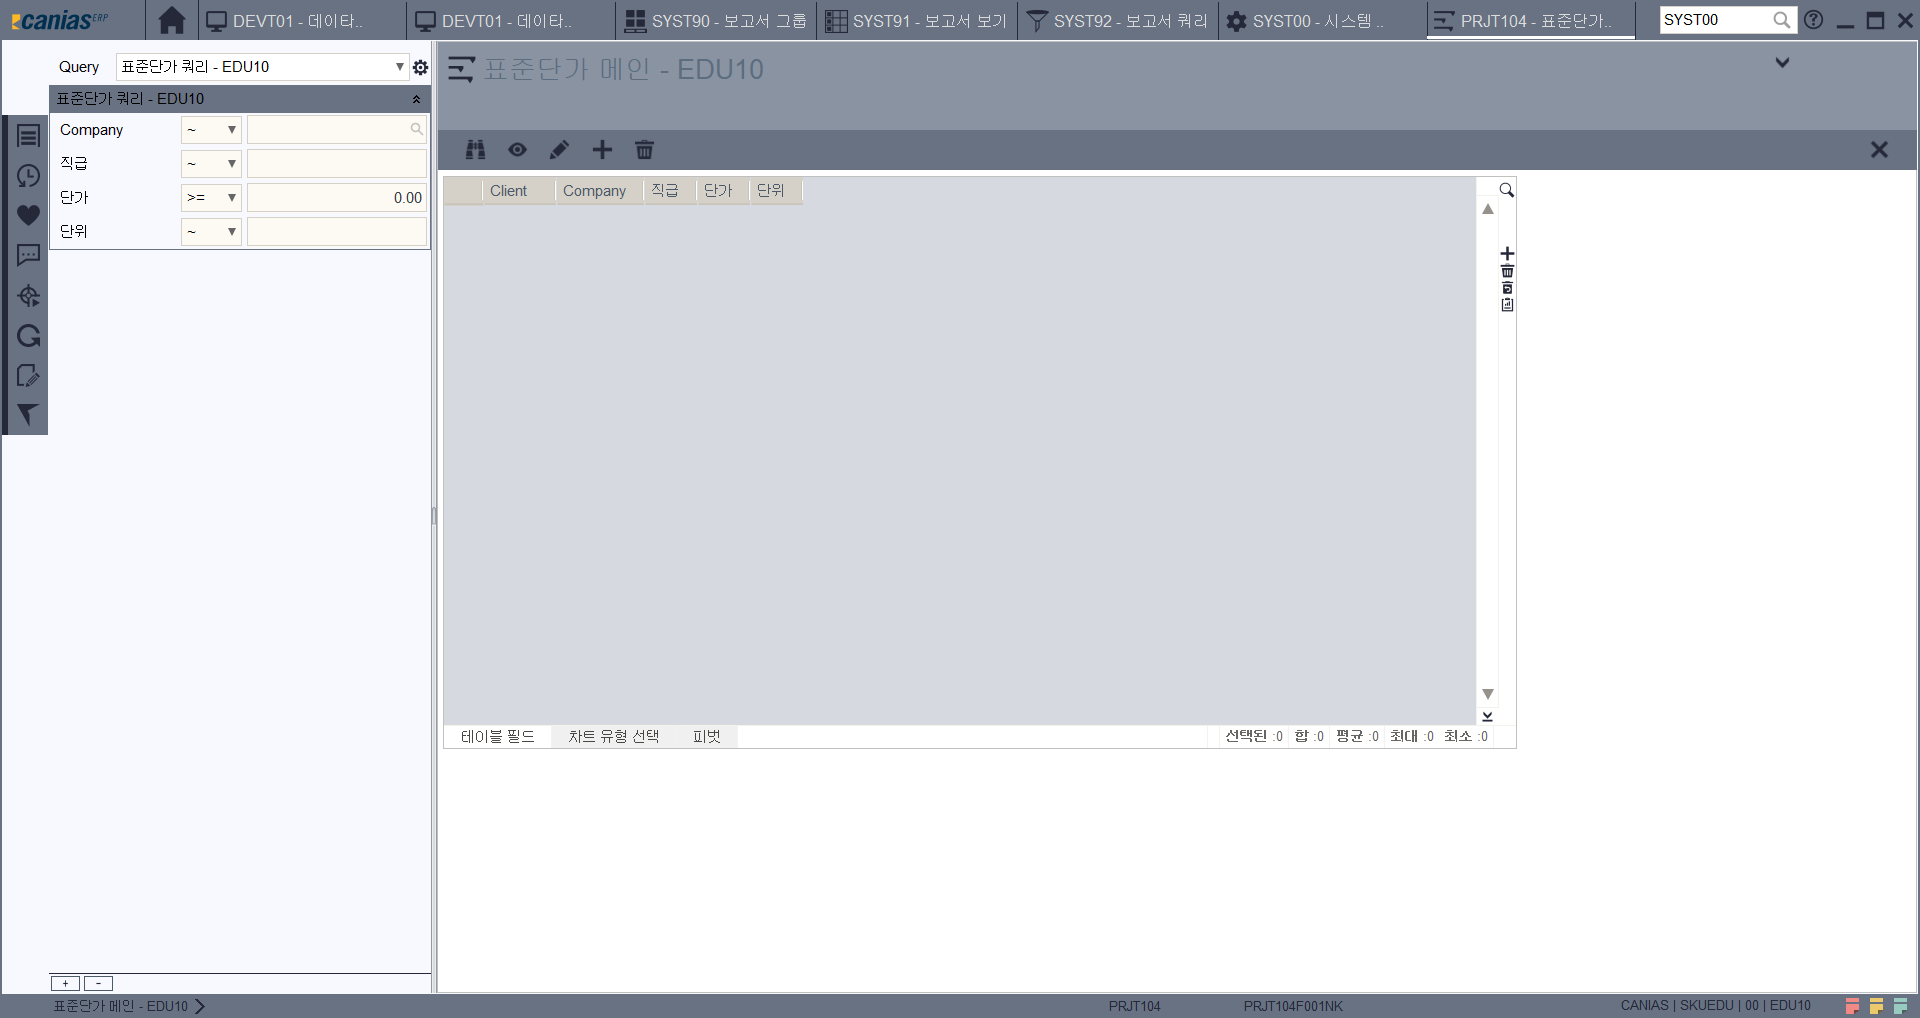 canias ERP
DEVT01 - 데이타..
DEVT01 - 데이타..
SYST90 - 보고서 그룹
SYST91 - 보고서 보기
SYST92 - 보고서 쿼리
SYST00 - 시스템 ..
PRJT104 - 표준단가..
SYST00
Query
표준단가 쿼리 - EDU10
표준단가 쿼리 - EDU10
Company ~
직급 ~
단가 >= 0.00
단위 ~
표준단가 메인 - EDU10
Client Company 직급 단가 단위
테이블 필드 차트 유형 선택 피벗
선택된 :0 합 :0 평균 :0 최대 :0 최소 :0
+ -
표준단가 메인 - EDU10
PRJT104
PRJT104F001NK
CANIAS | SKUEDU | 00 | EDU10